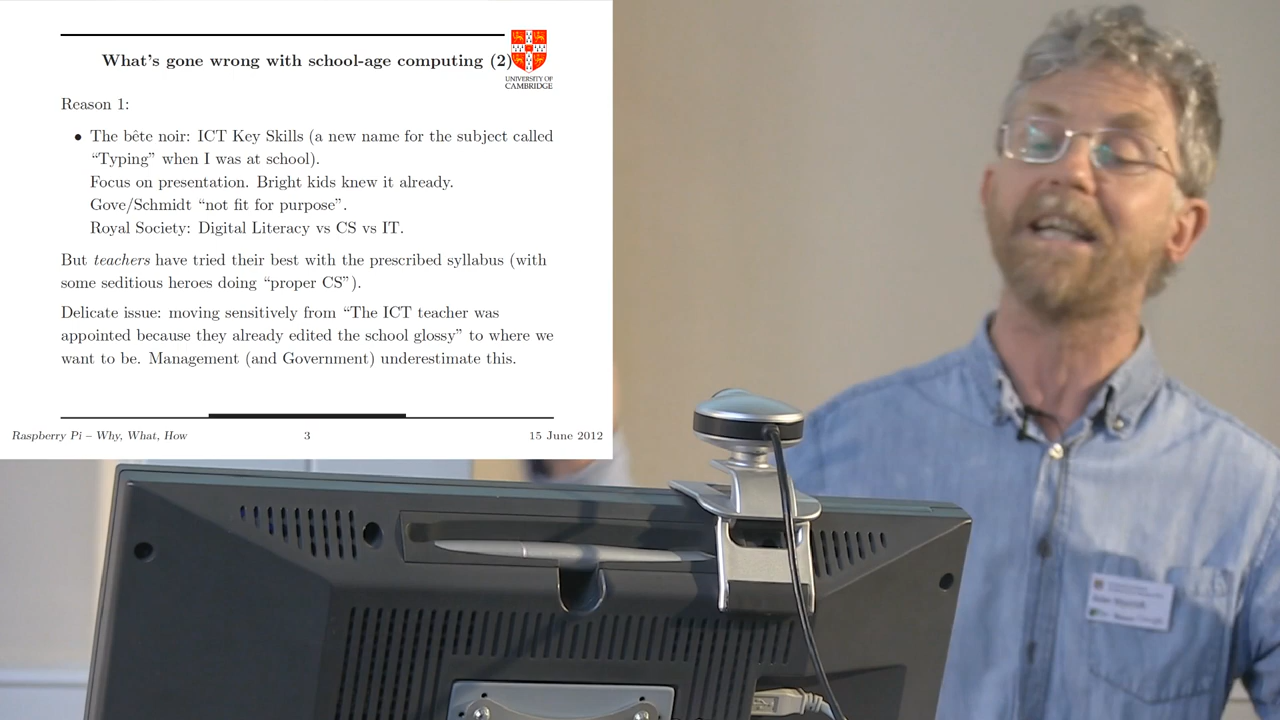 What's gone wrong with school-age computing (2)
UNIVERSITY OF
CAMBRIDGE
Reason 1:
• The bête noir: ICT Key Skills (a new name for the subject called
“Typing” when I was at school).
Focus on presentation. Bright kids knew it already.
Gove/Schmidt “not fit for purpose”.
Royal Society: Digital Literacy vs CS vs IT.
But teachers have tried their best with the prescribed syllabus (with
some seditious heroes doing “proper CS”).
Delicate issue: moving sensitively from “The ICT teacher was
appointed because they already edited the school glossy” to where we
want to be. Management (and Government) underestimate this.
Raspberry Pi – Why, What, How 3 15 June 2012